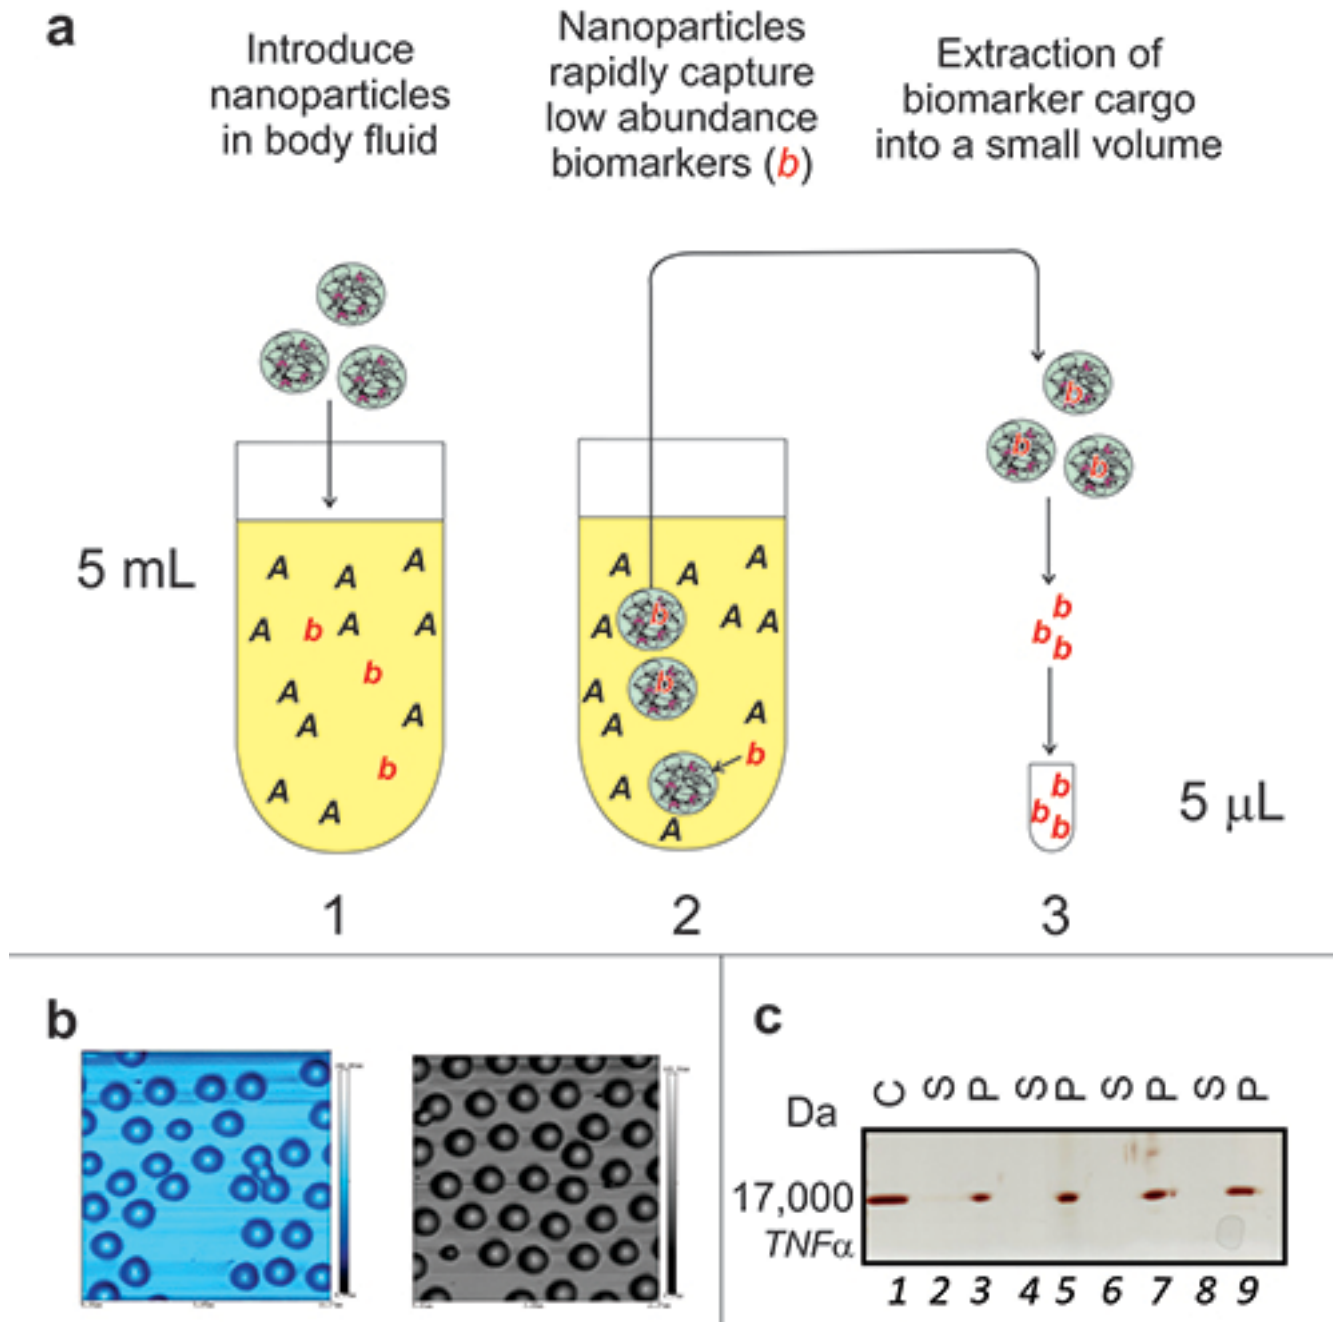 a
Introduce
nanoparticles
in body fluid
Nanoparticles
rapidly capture
low abundance
biomarkers (b)
Extraction of
biomarker cargo
into a small volume
b
b
b
5 mL
A A A
A b A A
b
A
A A
b
A
A
A A A
A b A A
A b
A A
b
A
A
b
b
b
b
b
b
5 µL
1 2 3
b
c
Da
C S P S P S P S P
17,000
TNFα
1 2 3 4 5 6 7 8 9